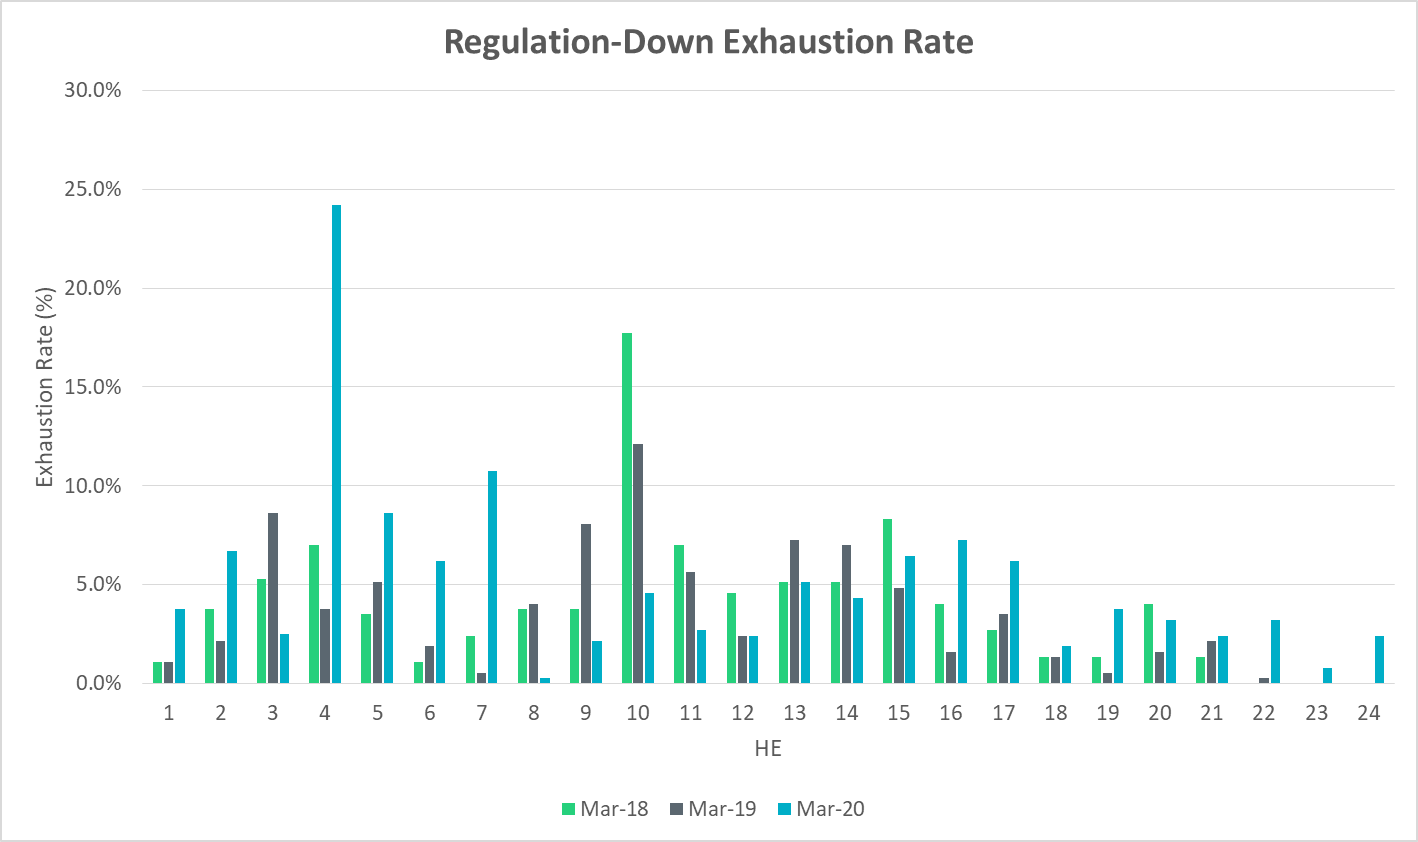 Regulation-Down Exhaustion Rate
30.0%
25.0%
20.0%
15.0%
10.0%
5.0%
0.0%
Exhaustion Rate (%)
1 2 3 4 5 6 7 8 9 10 11 12 13 14 15 16 17 18 19 20 21 22 23 24
HE
Mar-18 Mar-19 Mar-20